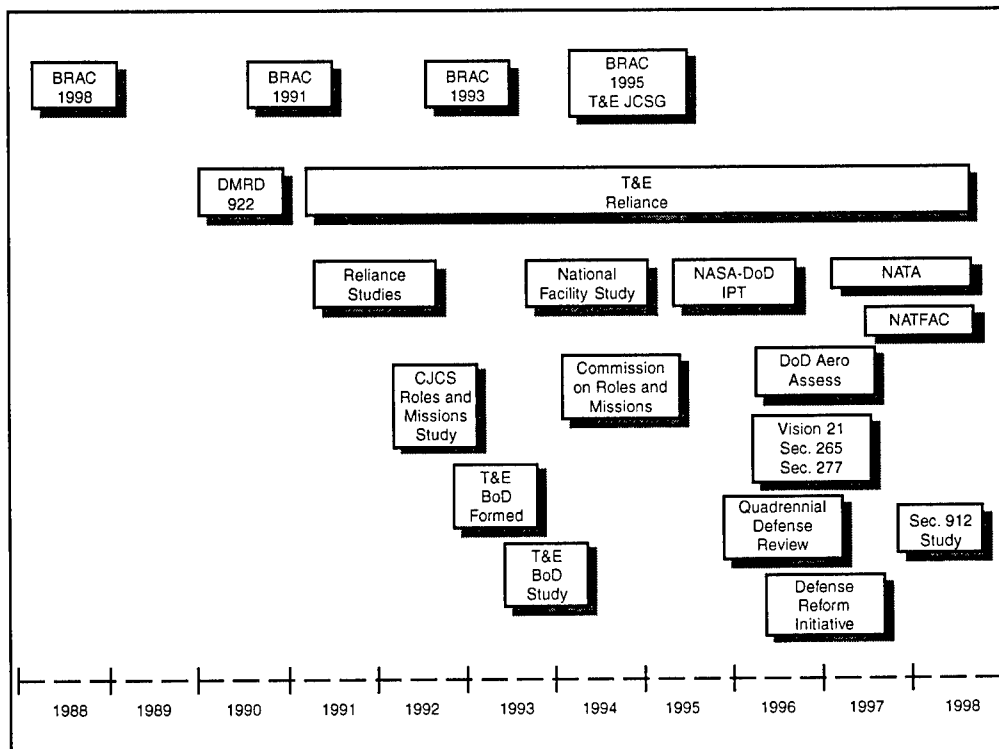 BRAC
1998
BRAC
1991
BRAC
1993
BRAC
1995
T&E JCSG
DMRD
922
T&E
Reliance
Reliance
Studies
National
Facility Study
NASA-DoD
IPT
NATA
NATFAC
CJCS
Roles and
Missions
Study
Commission
on Roles and
Missions
DoD Aero
Assess
Vision 21
Sec. 265
Sec. 277
T&E
BoD
Formed
Quadrennial
Defense
Review
Sec. 912
Study
T&E
BoD
Study
Defense
Reform
Initiative
1988 1989 1990 1991 1992 1993 1994 1995 1996 1997 1998